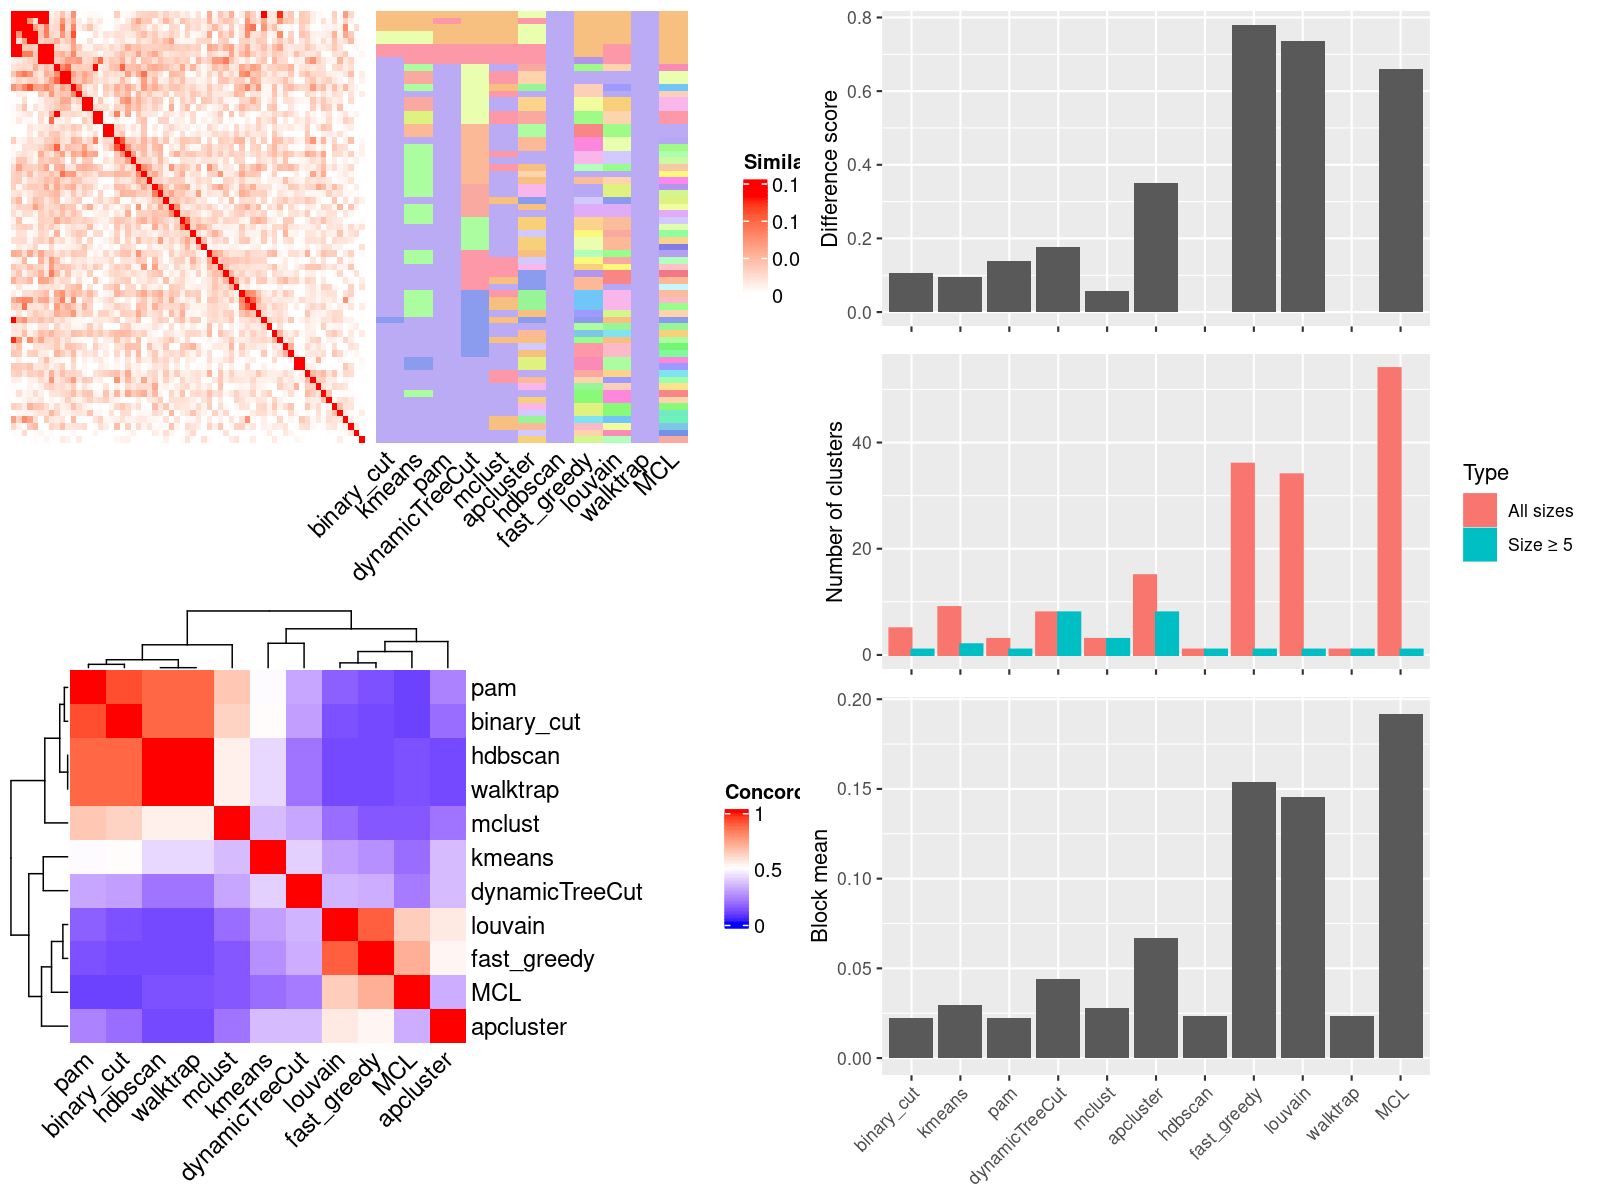 Simila
0.1
0.1
0.0
0
binary_cut
kmeans
pam
dynamicTreeCut
mclust
apcluster
hdbscan
fast_greedy
louvain
walktrap
MCL
pam
binary_cut
hdbscan
walktrap
mclust
kmeans
dynamicTreeCut
louvain
fast_greedy
MCL
apcluster
pam
binary_cut
hdbscan
walktrap
mclust
kmeans
dynamicTreeCut
louvain
fast_greedy
MCL
apcluster
Concord
1
0.5
0
Difference score
0.8
0.6
0.4
0.2
0.0
Number of clusters
40
20
0
Type
All sizes
Size ≥ 5
Block mean
0.20
0.15
0.10
0.05
0.00
binary_cut
kmeans
pam
dynamicTreeCut
mclust
apcluster
hdbscan
fast_greedy
louvain
walktrap
MCL